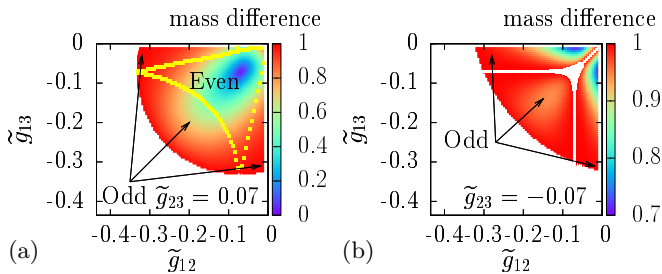 mass difference
0
-0.1
-0.2
-0.3
-0.4
g̃13
Even
Odd
g̃23 = 0.07
1
0.8
0.6
0.4
0.2
0
-0.4 -0.3 -0.2 -0.1 0
g̃12
(a)
mass difference
0
-0.1
-0.2
-0.3
-0.4
g̃13
Odd
g̃23 = −0.07
1
0.9
0.8
0.7
-0.4 -0.3 -0.2 -0.1 0
g̃12
(b)